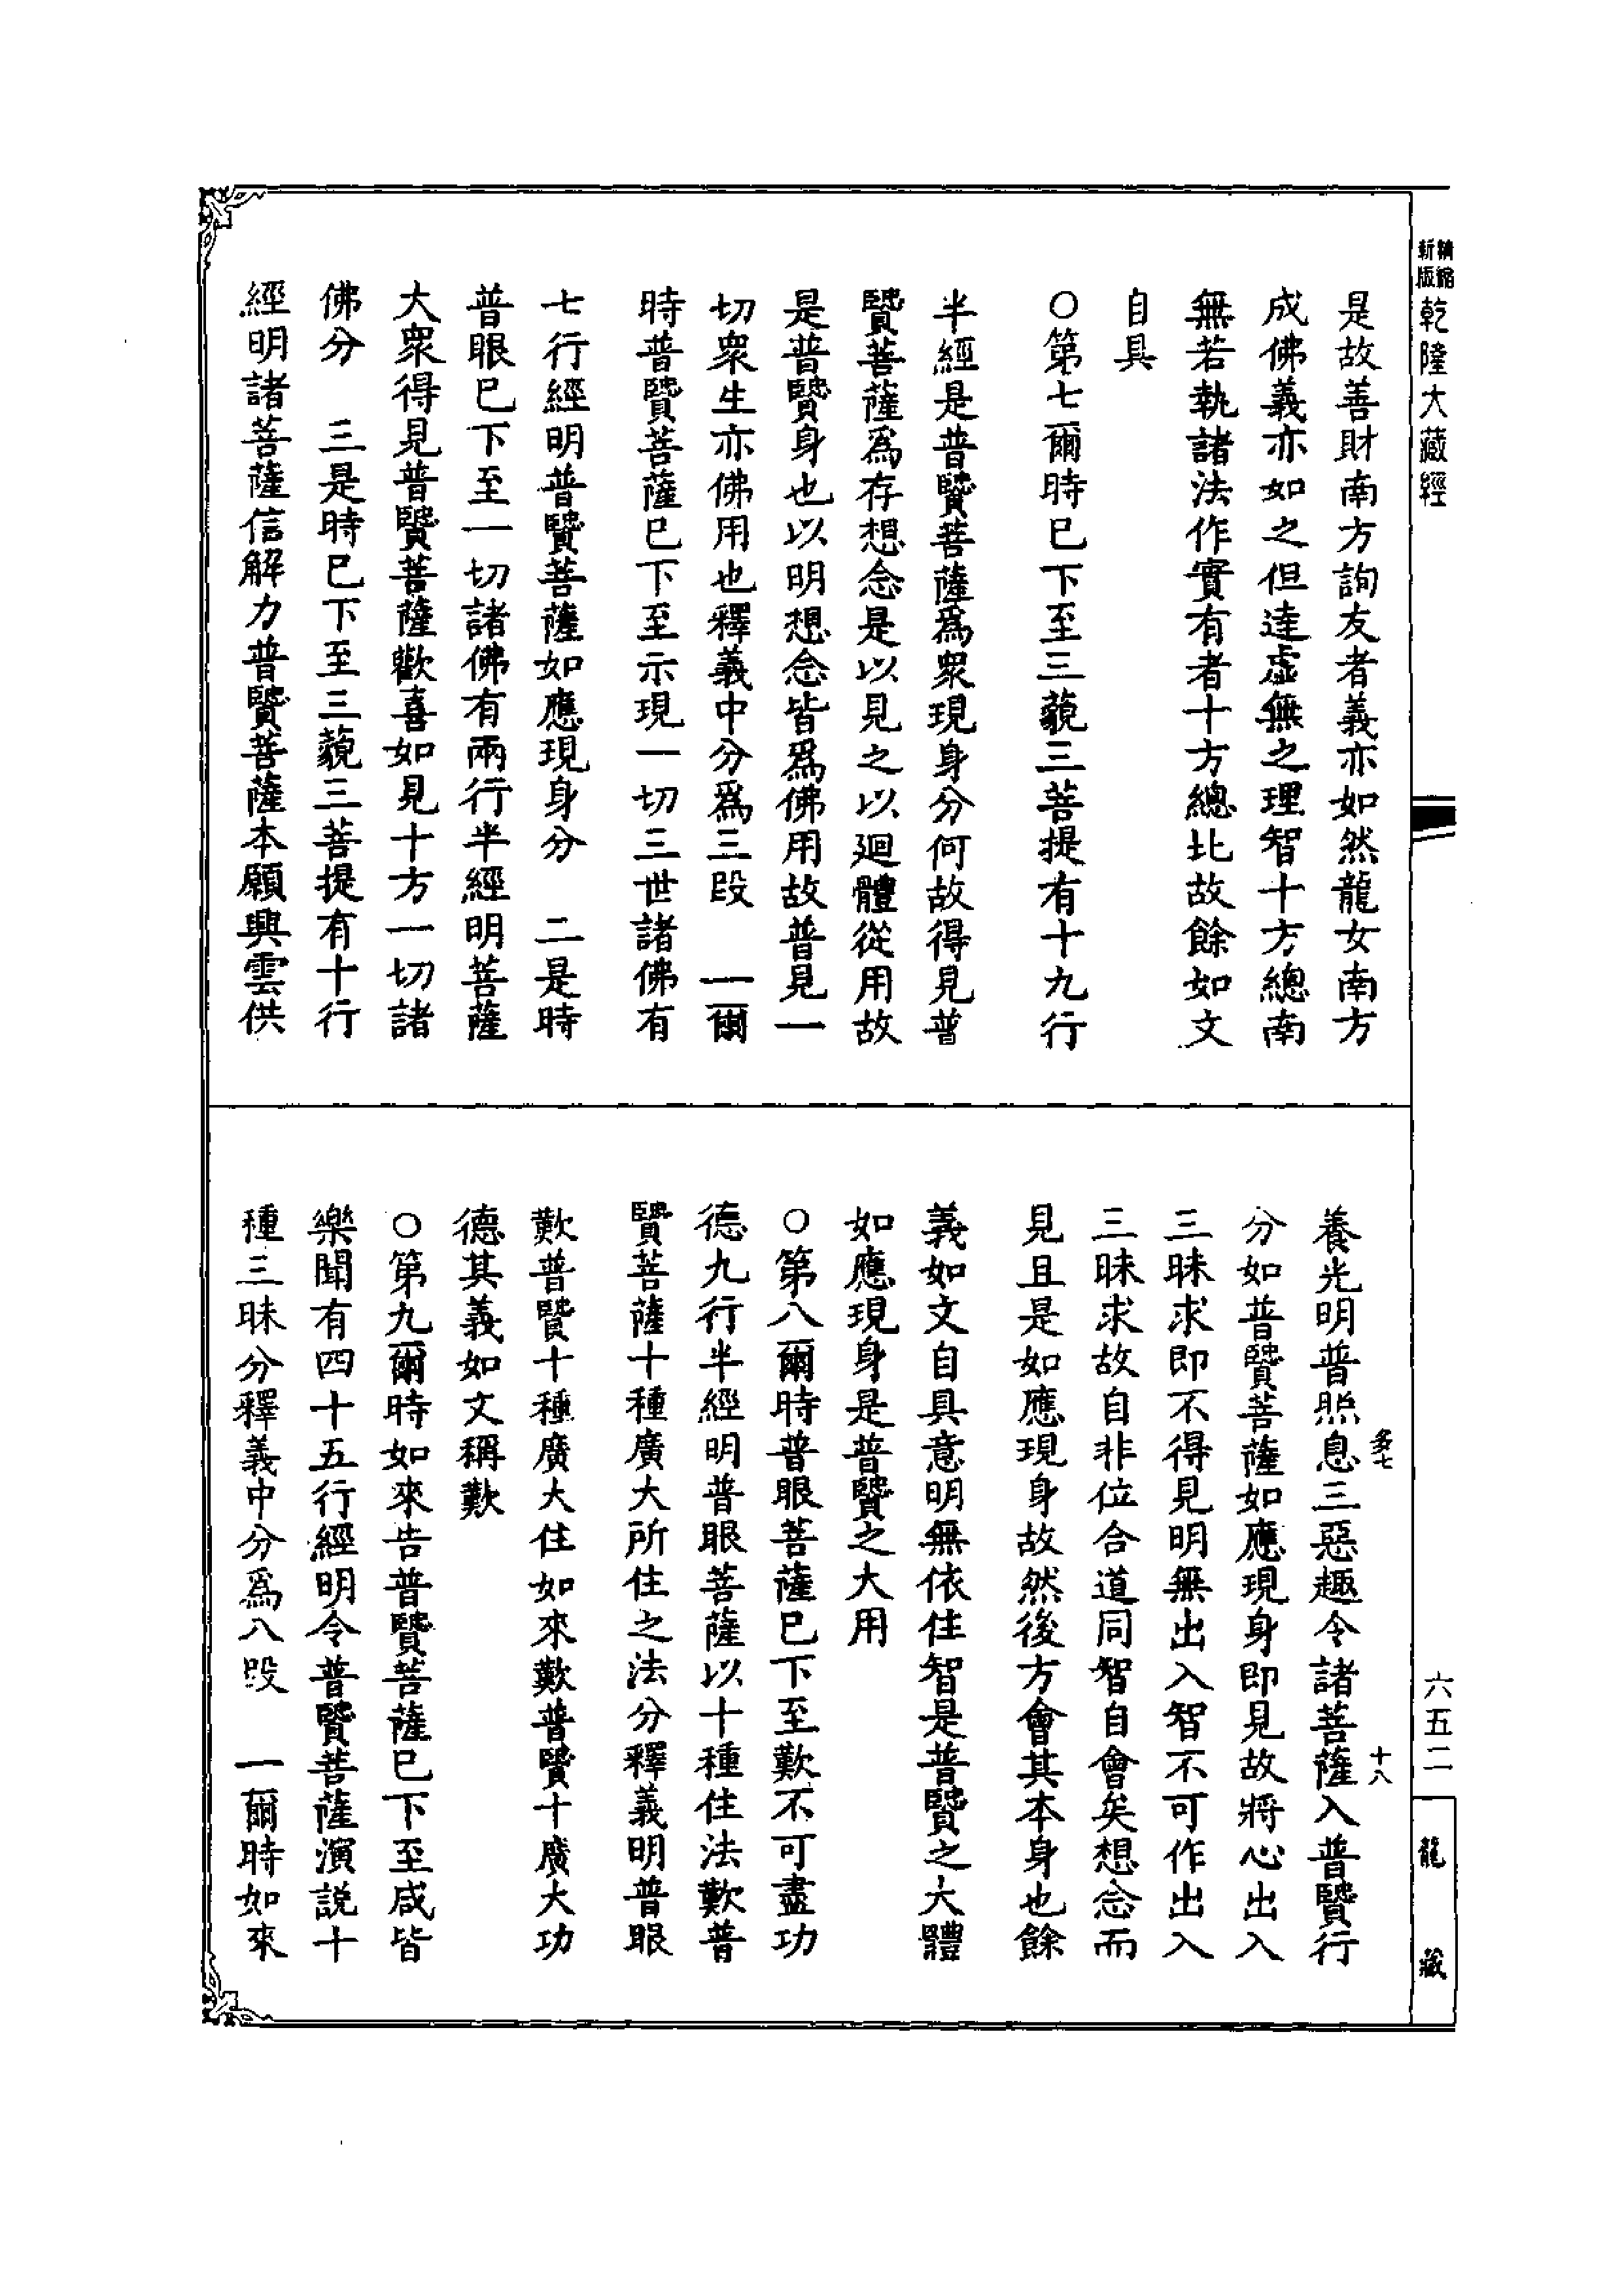 精縮
新版
乾隆大藏經
是故善財南方詢友者義亦如然龍女南方
成佛義亦如之但達虛無之理智十方總南
無若執諸法作實有者十方總北故餘如文
自具
○第七爾時已下至三藐三菩提有十九行
半經是普賢菩薩爲衆現身分何故得見普
賢菩薩爲存想念是以見之以廻體從用故
是普賢身也以明想念皆爲佛用故普見一
切衆生亦佛用也釋義中分爲三段 一爾
時普賢菩薩已下至示現一切三世諸佛有
七行經明普賢菩薩如應現身分 二是時
普眼已下至一切諸佛有兩行半經明菩薩
大衆得見普賢菩薩歡喜如見十方一切諸
佛分 三是時已下至三藐三菩提有十行
經明諸菩薩信解力普賢菩薩本願興雲供
養光明普照息三惡趣令諸菩薩入普賢行
分如普賢菩薩如應現身即見故將心出入
三昧求即不得見明無出入智不可作出入
三昧求故自非位合道同智自會矣想念而
見且是如應現身故然後方會其本身也餘
義如文自具意明無依住智是普賢之大體
如應現身是普賢之大用
○第八爾時普眼菩薩已下至歎不可盡功
德九行半經明普眼菩薩以十種住法歎普
賢菩薩十種廣大所住之法分釋義明普眼
歎普賢十種廣大住如來歎普賢十廣大功
德其義如文稱歎
○第九爾時如來告普賢菩薩已下至咸皆
樂聞有四十五行經明令普賢菩薩演説十
種三昧分釋義中分爲八段 一爾時如來
多七
十八
六五二
龍藏